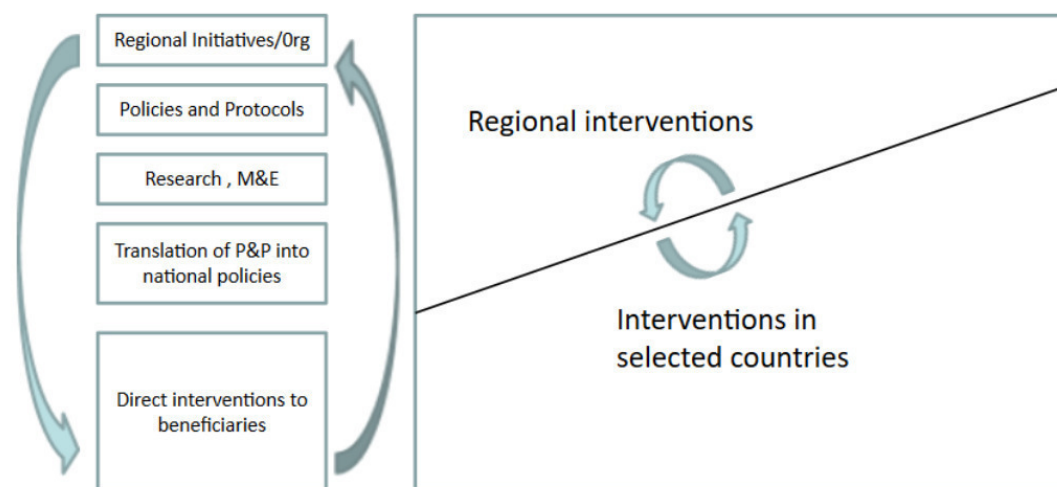 Regional Initiatives/0rg
Policies and Protocols
Research , M&E
Translation of P&P into
national policies
Direct interventions to
beneficiaries
Regional interventions
Interventions in
selected countries